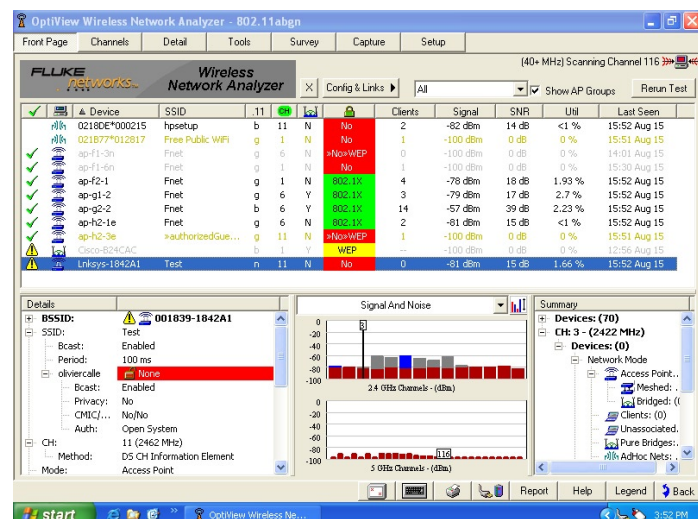 OptiView Wireless Network Analyzer - 802.11abgn
Front Page Channels Detail Tools Survey Capture Setup
(40+ MHz) Scanning Channel 116
FLUKE networks. Wireless Network Analyzer X Config & Links All Show AP Groups Rerun Test
Device SSID .11 CH Clients Signal SNR Util Last Seen
0218DE*000215 hpsetup b 11 N No 2 -82 dBm 14 dB <1 % 15:52 Aug 15
021B77*012817 Free Public WiFi g 1 N No 1 -100 dBm 0 dB 0 % 15:51 Aug 15
ap-f1-3n Fnet g 6 N »No»WEP 0 -100 dBm 0 dB 0 % 14:01 Aug 15
ap-f1-6n Fnet g 1 N No 1 -100 dBm 0 dB 0 % 15:30 Aug 15
ap-f2-1 Fnet g 1 N 802.1X 4 -78 dBm 18 dB 1.93 % 15:52 Aug 15
ap-g1-2 Fnet g 6 Y 802.1X 3 -79 dBm 17 dB 2.7 % 15:52 Aug 15
ap-g2-2 Fnet b 6 Y 802.1X 14 -57 dBm 39 dB 2.23 % 15:52 Aug 15
ap-h2-1e Fnet g 6 N 802.1X 2 -81 dBm 15 dB <1 % 15:52 Aug 15
ap-h2-3e »authorizedGue... g 11 N »No»WEP 1 -100 dBm 0 dB 0 % 15:51 Aug 15
Cisco-B24CAC b 1 Y WEP -- -100 dBm 0 dB 0 % 12:56 Aug 15
Lnksys-1842A1 Test n 11 N No 0 -81 dBm 15 dB 1.66 % 15:52 Aug 15
Details
BSSID: 001839-1842A1
SSID: Test
Bcast: Enabled
Period: 100 ms
oliviercalle None
Bcast: Enabled
Privacy: No
CMIC/... No/No
Auth: Open System
CH: 11 (2462 MHz)
Method: DS CH Information Element
Mode: Access Point
Signal And Noise
0
-20
-40
-60
-80
-100
3
2.4 GHz Channels - (dBm)
0
-20
-40
-60
-80
-100
116
5 GHz Channels - (dBm)
Summary
Devices: (70)
CH: 3 - (2422 MHz)
Devices: (0)
Network Mode
Access Point..
Meshed: .
Bridged: (
Clients: (0)
Unassociated.
Pure Bridges:.
AdHoc Nets: .
Report Help Legend Back
start OptiView Wireless Ne... 3:52 PM